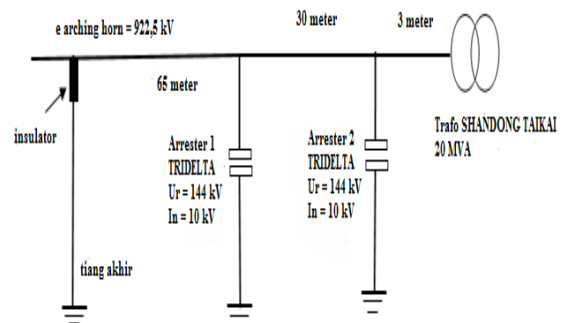 e arching horn = 922,5 kV
30 meter
3 meter
65 meter
insulator
Arrester 1
TRIDELTA
Ur = 144 kV
In = 10 kV
Arrester 2
TRIDELTA
Ur = 144 kV
In = 10 kV
Trafo SHANDONG TAIKAI
20 MVA
tiang akhir